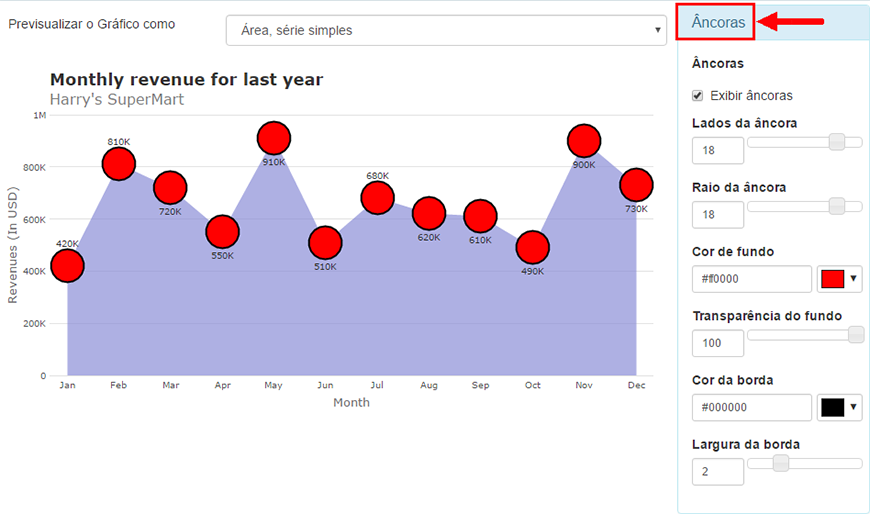 Previsualizar o Gráfico como
Área, série simples
Monthly revenue for last year
Harry's SuperMart
Revenues (In USD)
1M
800K
600K
400K
200K
0
420K
810K
720K
550K
910K
510K
680K
620K
610K
490K
900K
730K
Jan Feb Mar Apr May Jun Jul Aug Sep Oct Nov Dec
Month
Âncoras
Âncoras
Exibir âncoras
Lados da âncora
18
Raio da âncora
18
Cor de fundo
#ff0000
Transparência do fundo
100
Cor da borda
#000000
Largura da borda
2